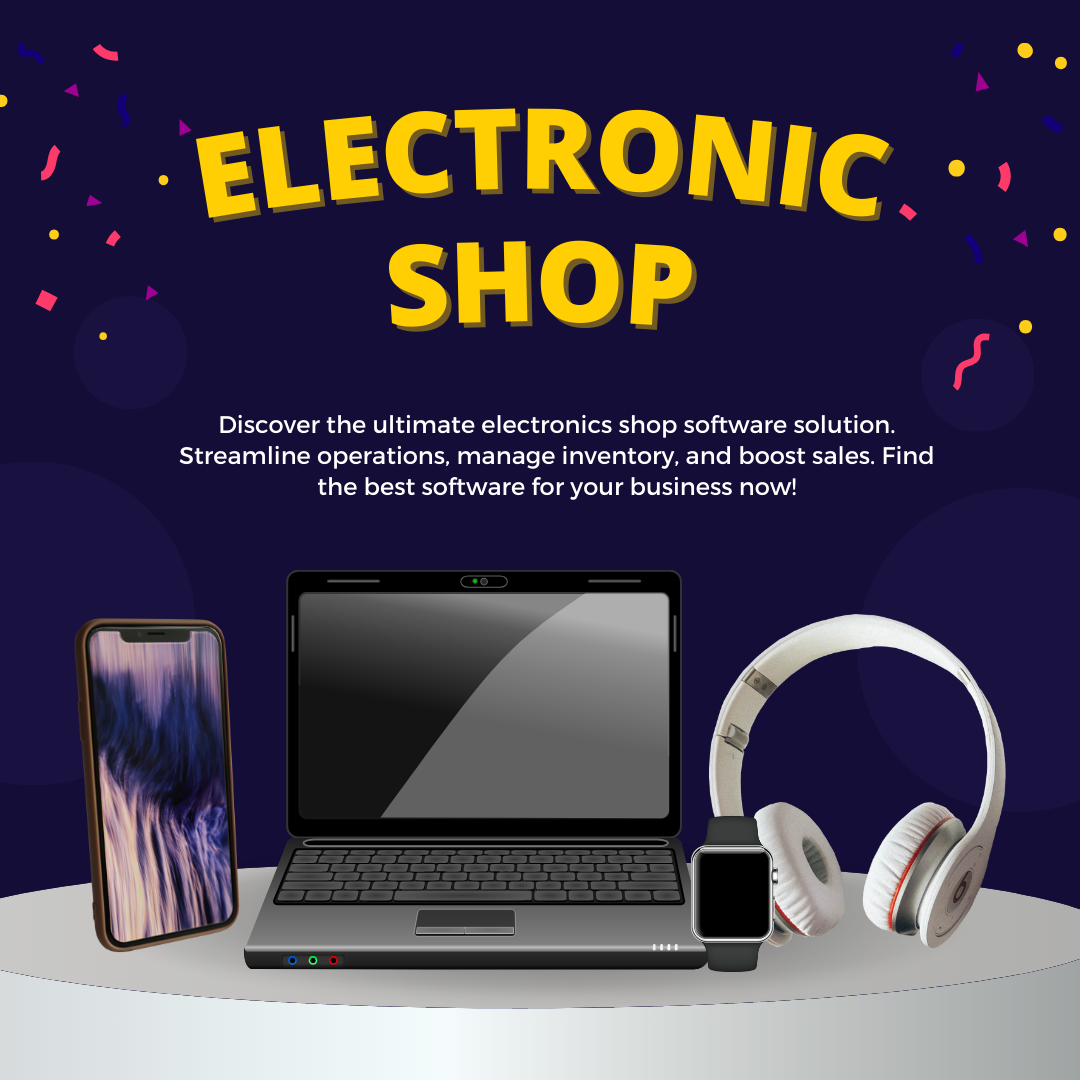 ELECTRONIC
SHOP
Discover the ultimate electronics shop software solution.
Streamline operations, manage inventory, and boost sales. Find
the best software for your business now!